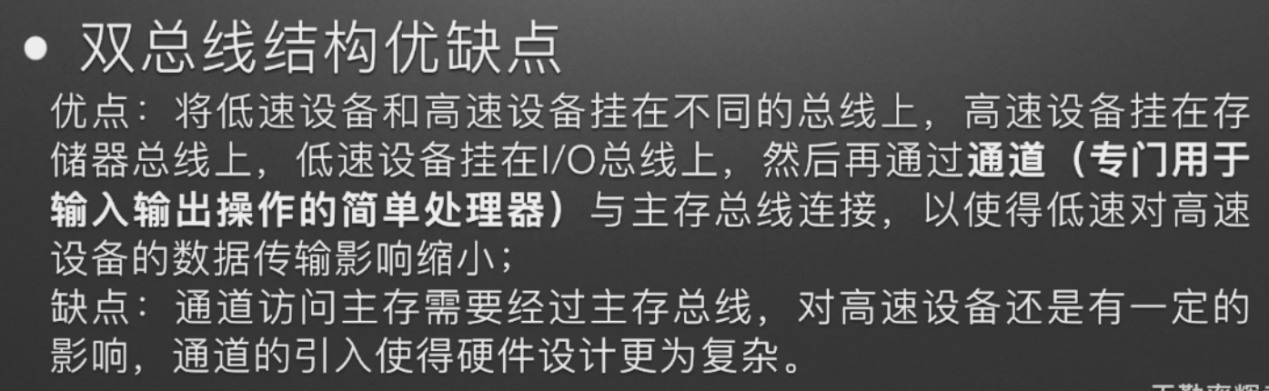 ● 双总线结构优缺点
优点：将低速设备和高速设备挂在不同的总线上，高速设备挂在存
储器总线上，低速设备挂在I/O总线上，然后再通过通道（专门用于
输入输出操作的简单处理器）与主存总线连接，以使得低速对高速
设备的数据传输影响缩小；
缺点：通道访问主存需要经过主存总线，对高速设备还是有一定的
影响，通道的引入使得硬件设计更为复杂。